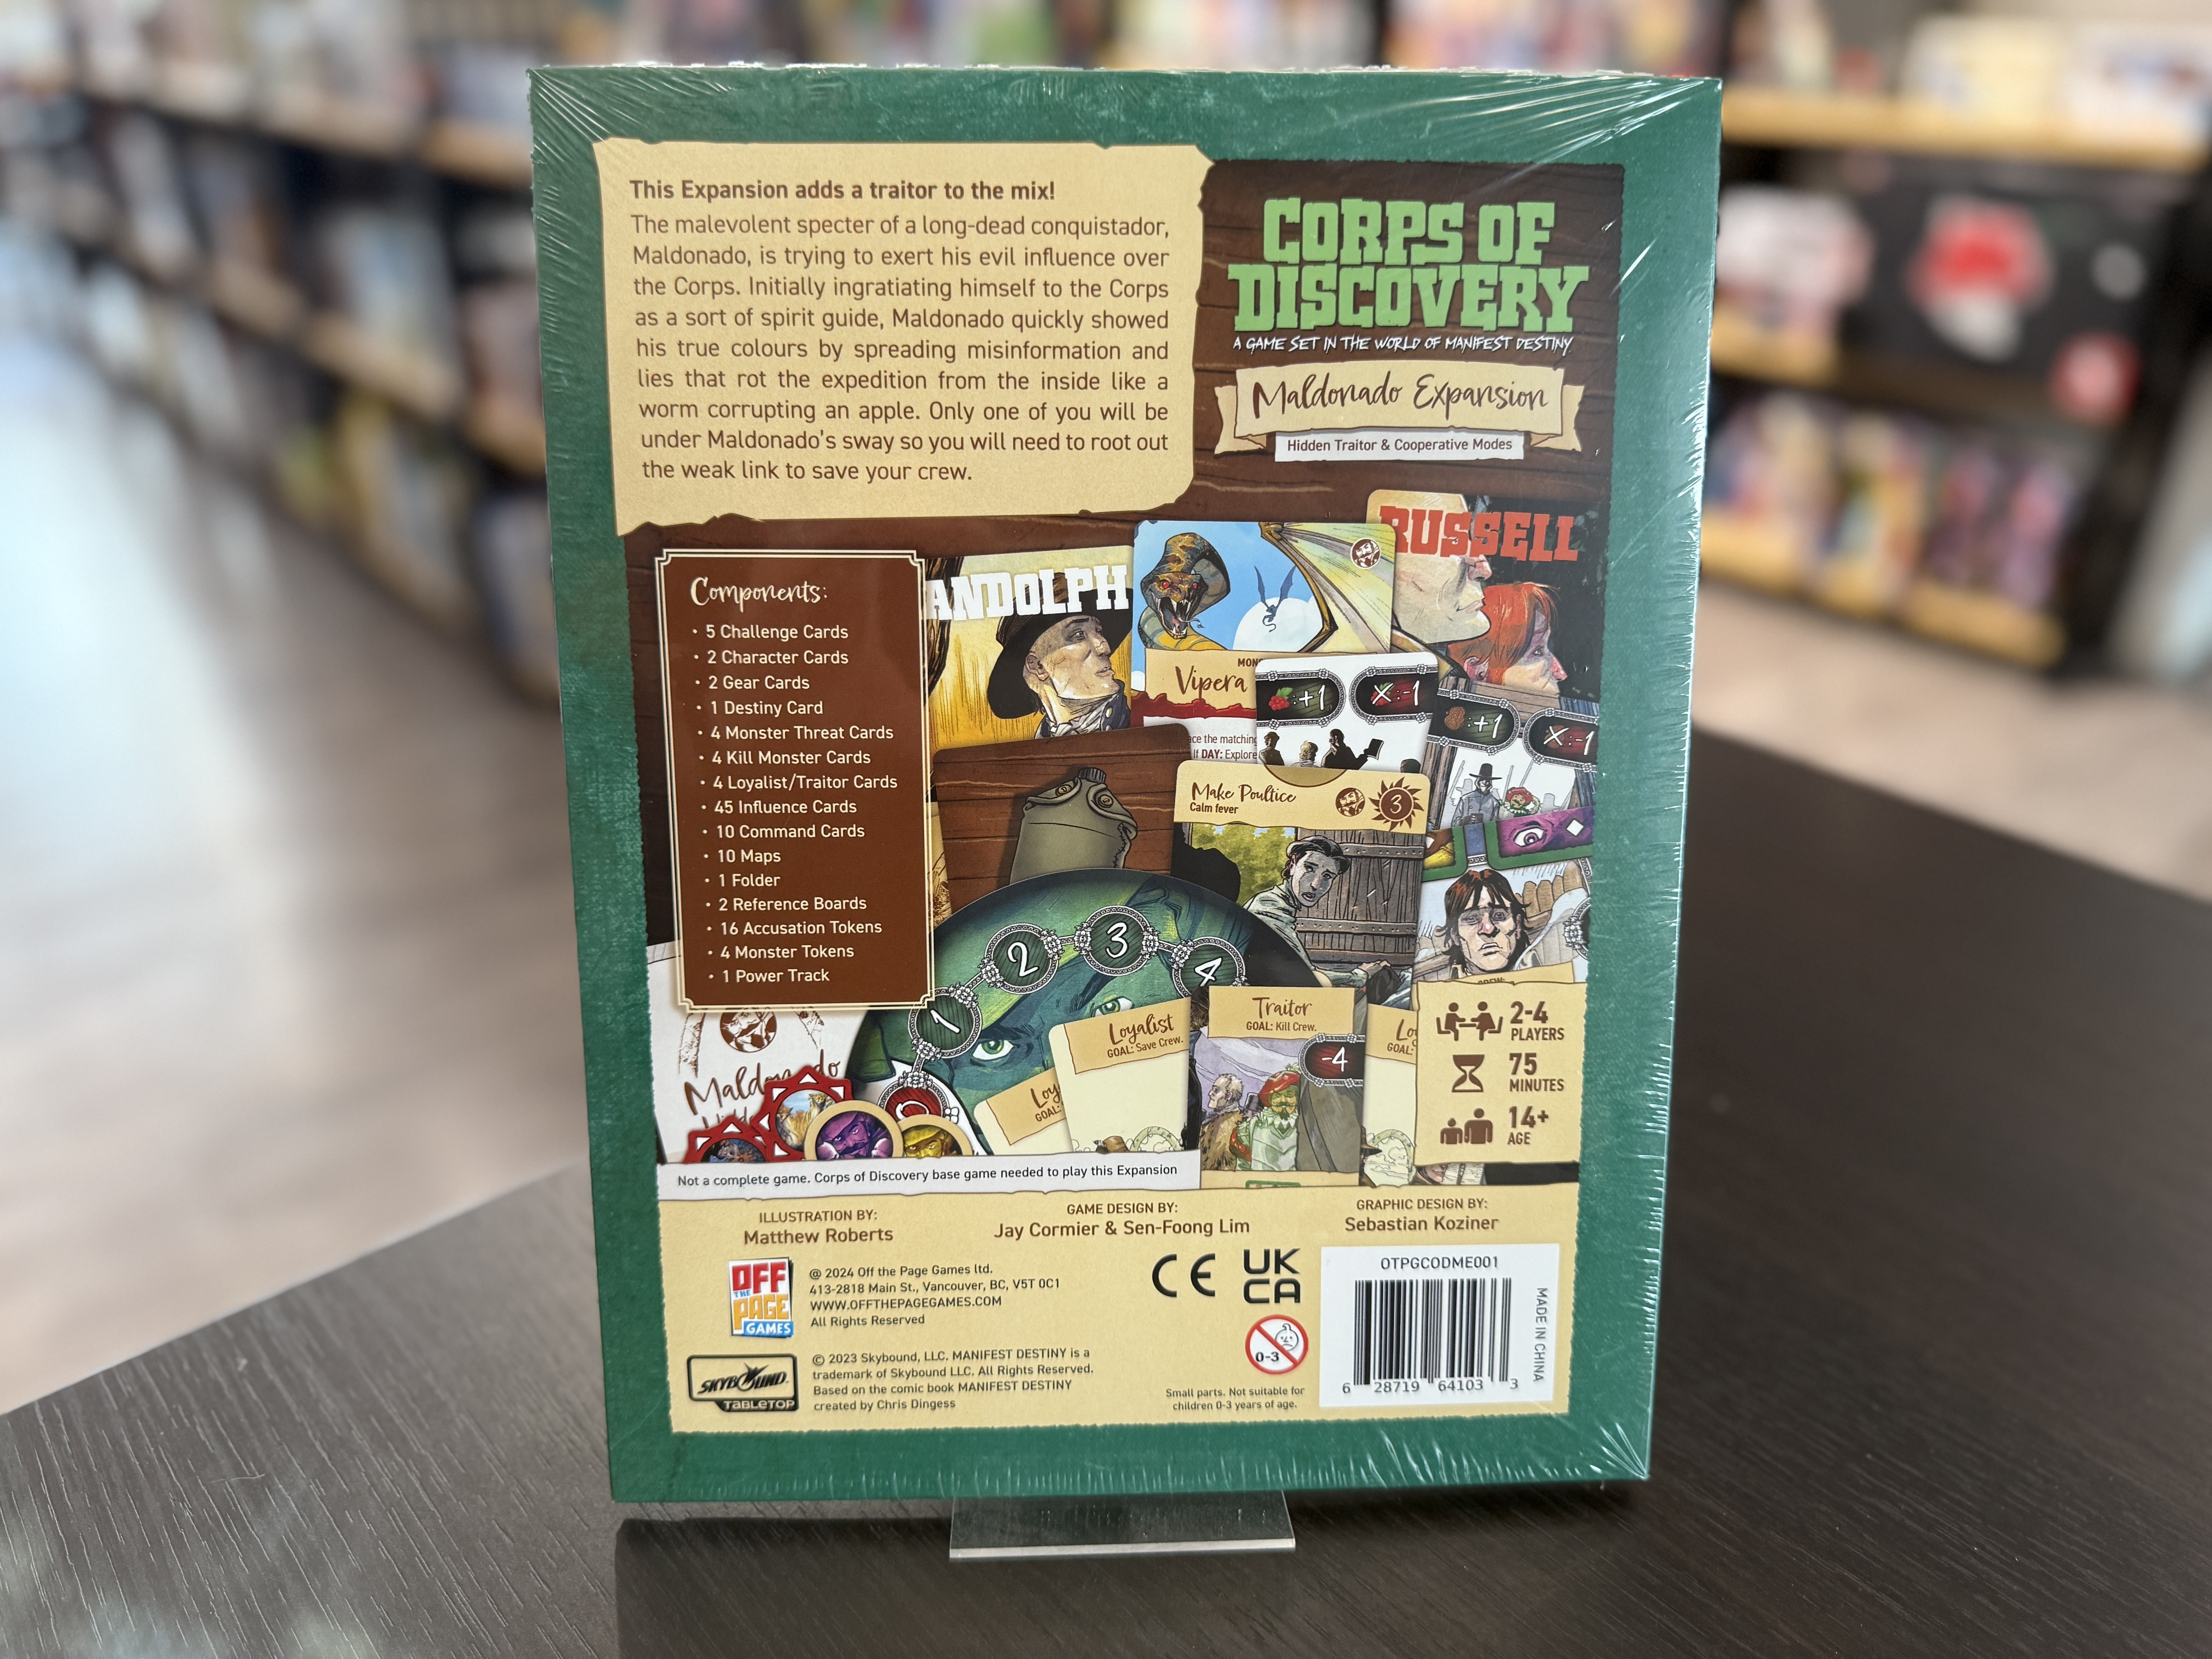 This Expansion adds a traitor to the mix!
The malevolent specter of a long-dead conquistador,
Maldonado, is trying to exert his evil influence over
the Corps. Initially ingratiating himself to the Corps
as a sort of spirit guide, Maldonado quickly showed
his true colours by spreading misinformation and
lies that rot the expedition from the inside like a
worm corrupting an apple. Only one of you will be
under Maldonado's sway so you will need to root out
the weak link to save your crew.
CORPS OF
DISCOVERY
A GAME SET IN THE WORLD OF MANIFEST DESTINY
Maldonado Expansion
Hidden Traitor & Cooperative Modes
Components:
• 5 Challenge Cards
• 2 Character Cards
• 2 Gear Cards
• 1 Destiny Card
• 4 Monster Threat Cards
• 4 Kill Monster Cards
• 4 Loyalist/Traitor Cards
• 45 Influence Cards
• 10 Command Cards
• 10 Maps
• 1 Folder
• 2 Reference Boards
• 16 Accusation Tokens
• 4 Monster Tokens
• 1 Power Track
ANDOLPH
RUSSELL
MON
Vipera
ace the matching
If DAY: Explore
:+1
X:-1
:+1
X:-1
Make Poultice
Calm fever
3
1
2
3
4
0
Maldonado
Loyalist
GOAL: Save Crew.
Loy
GOAL:
Traitor
GOAL: Kill Crew.
-4
Lo
GOAL:
2-4
PLAYERS
75
MINUTES
14+
AGE
Not a complete game. Corps of Discovery base game needed to play this Expansion
ILLUSTRATION BY:
Matthew Roberts
GAME DESIGN BY:
Jay Cormier & Sen-Foong Lim
GRAPHIC DESIGN BY:
Sebastian Koziner
OFF
THE
PAGE
GAMES
@ 2024 Off the Page Games ltd.
413-2818 Main St., Vancouver, BC, V5T 0C1
WWW.OFFTHEPAGEGAMES.COM
All Rights Reserved
SKYBOUND
TABLETOP
© 2023 Skybound, LLC. MANIFEST DESTINY is a
trademark of Skybound LLC. All Rights Reserved.
Based on the comic book MANIFEST DESTINY
created by Chris Dingess
CE
UK
CA
0-3
Small parts. Not suitable for
children 0-3 years of age.
OTPGCODME001
6 28719 64103 3
MADE IN CHINA